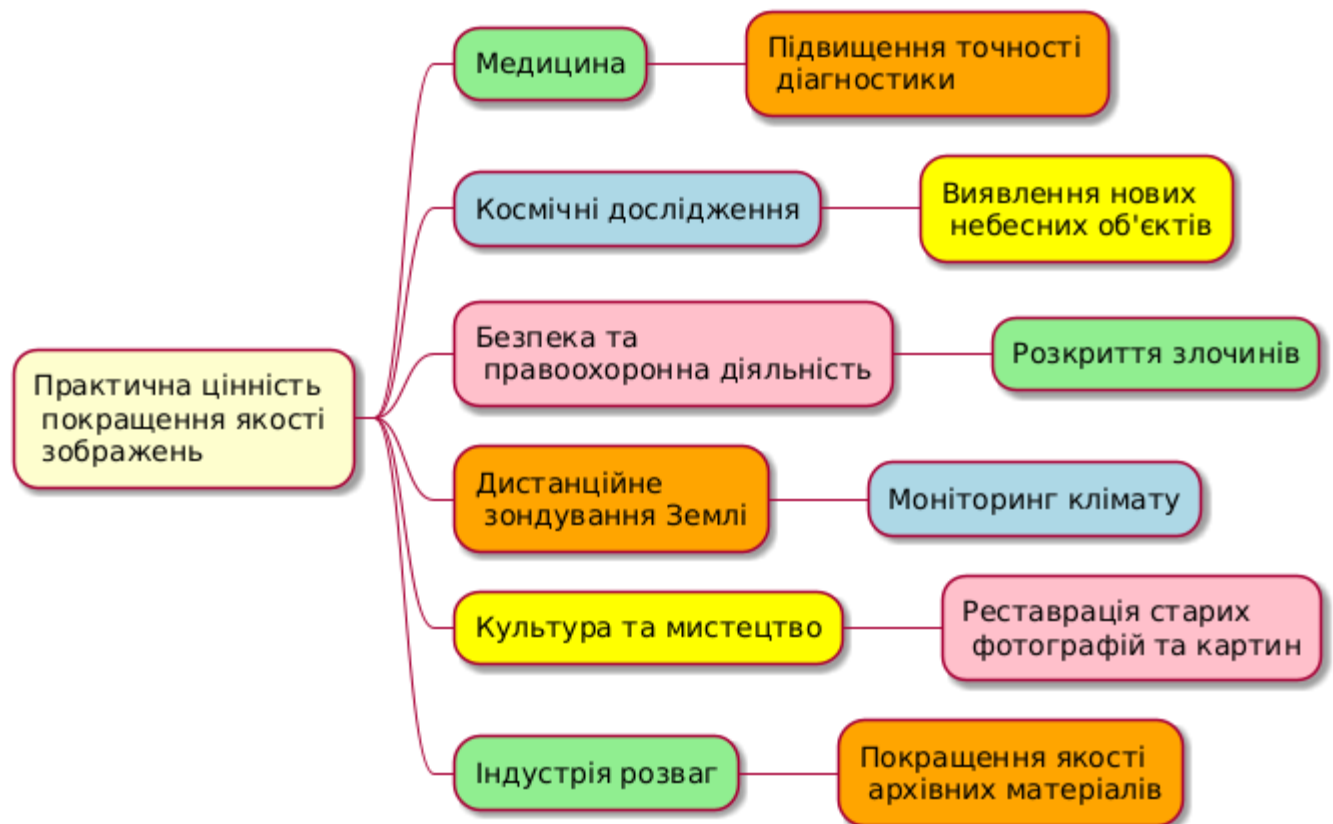 Практична цінність
покращення якості
зображень
Медицина
Підвищення точності
діагностики
Космічні дослідження
Виявлення нових
небесних об'єктів
Безпека та
правоохоронна діяльність
Розкриття злочинів
Дистанційне
зондування Землі
Моніторинг клімату
Культура та мистецтво
Реставрація старих
фотографій та картин
Індустрія розваг
Покращення якості
архівних матеріалів